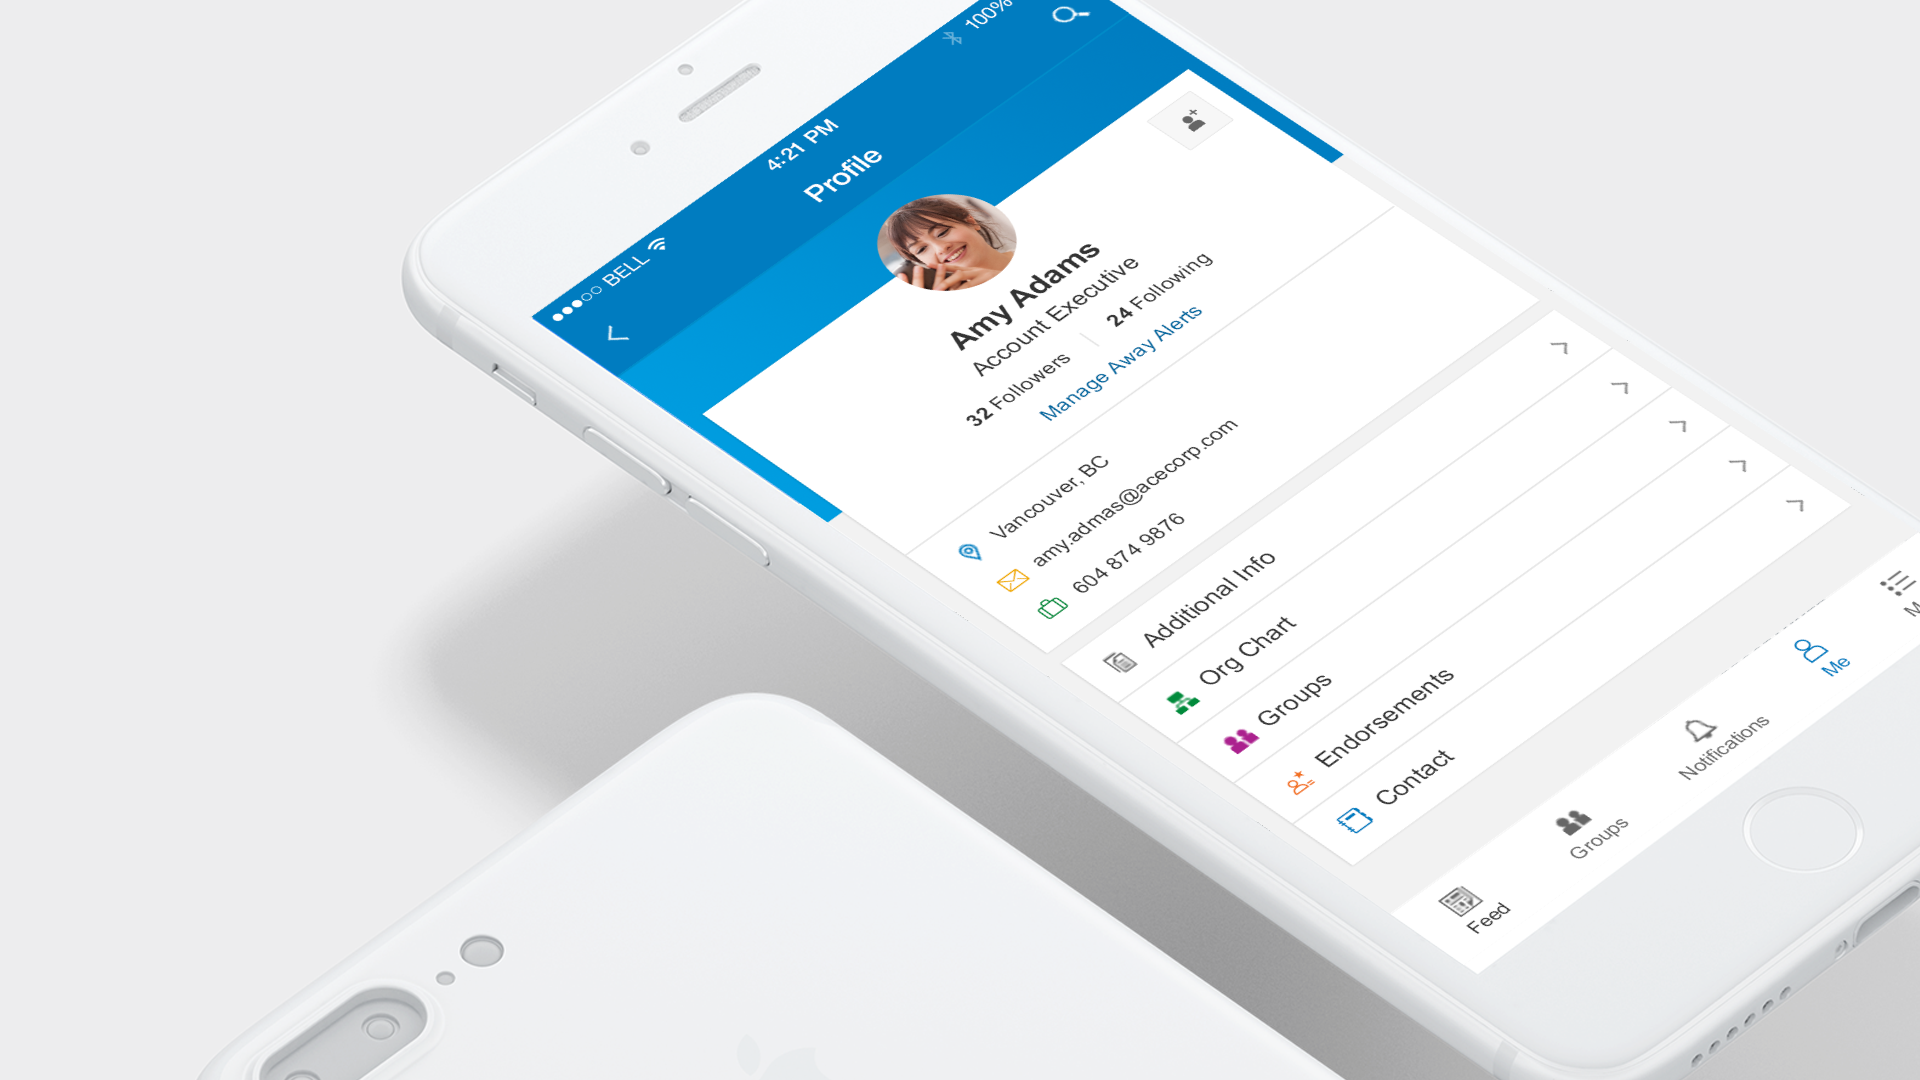 BELL
4:21 PM
100%
Profile
Amy Adams
Account Executive
32 Followers
24 Following
Manage Away Alerts
Vancouver, BC
amy.admas@acecorp.com
604 874 9876
Additional Info
Org Chart
Groups
Endorsements
Contact
Feed
Groups
Notifications
Me